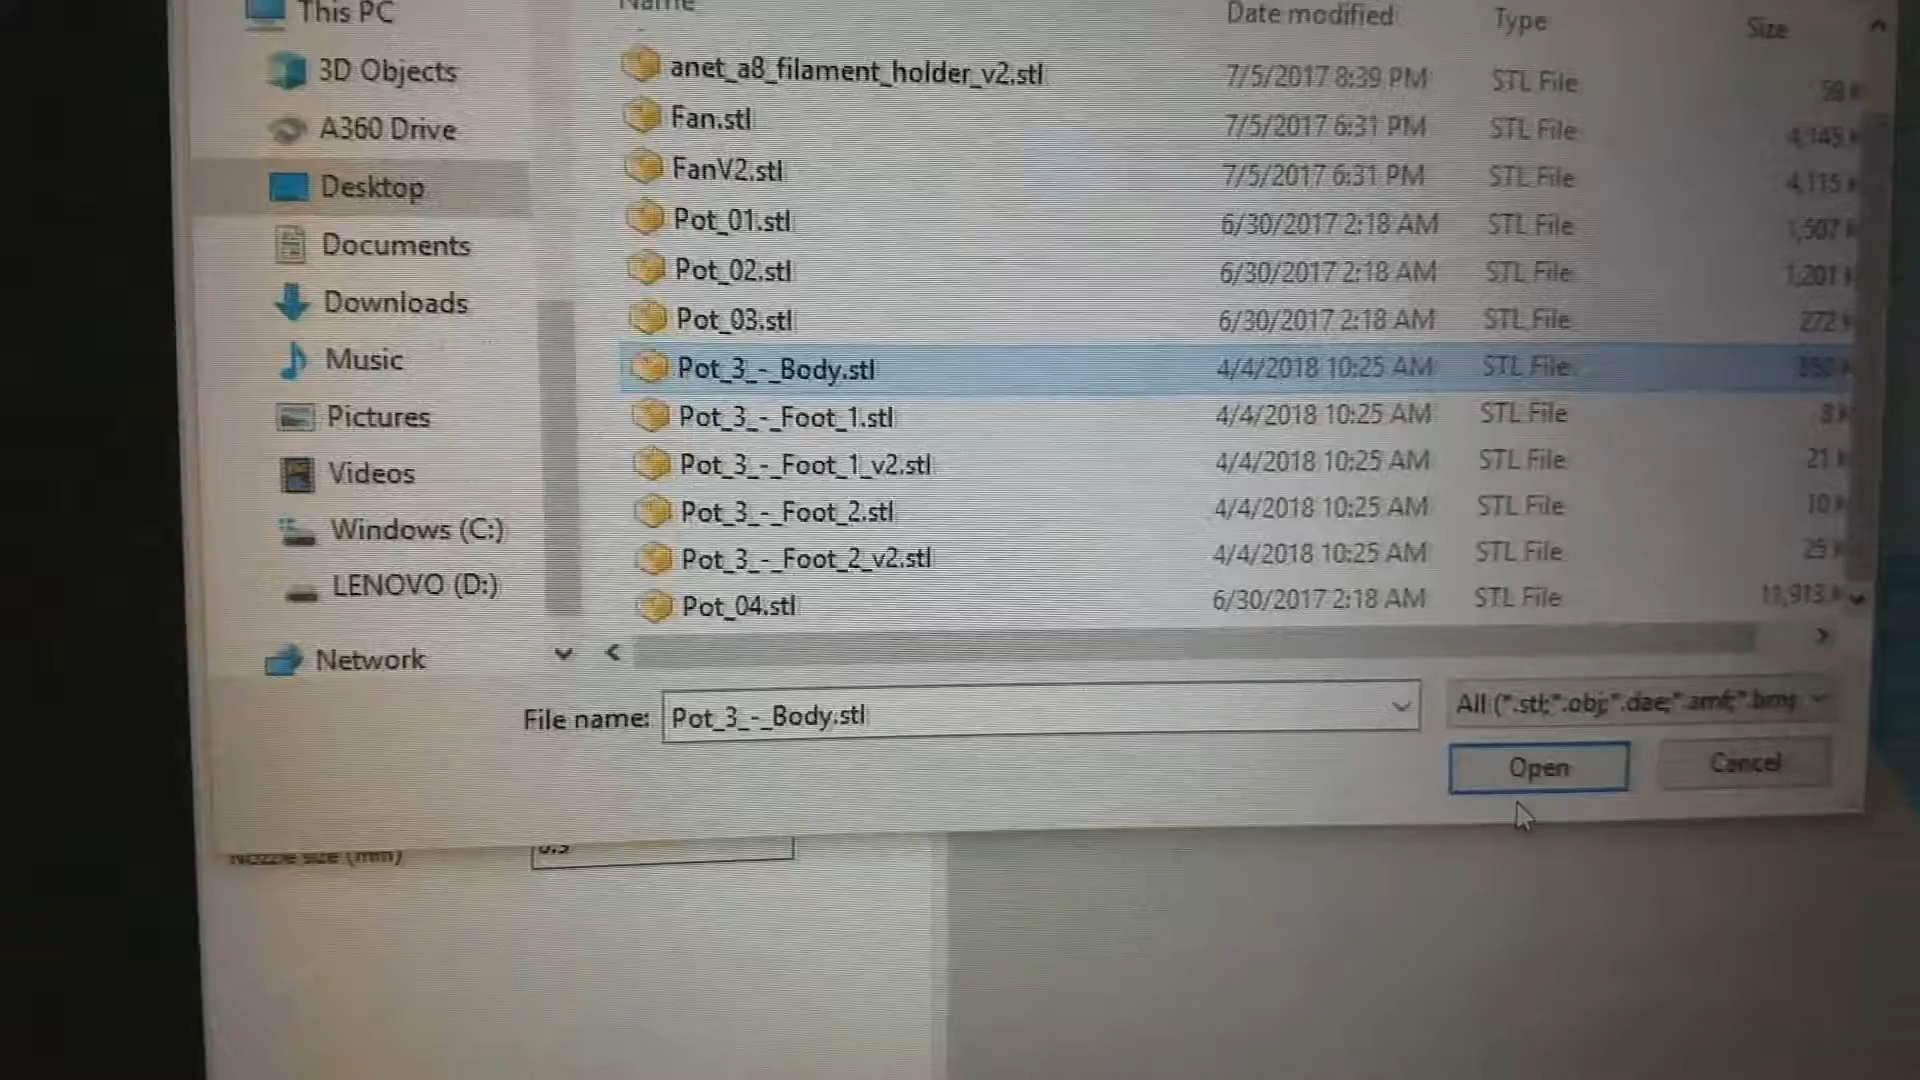 This PC
3D Objects
A360 Drive
Desktop
Documents
Downloads
Music
Pictures
Videos
Windows (C:)
LENOVO (D:)
Network
Name Date modified Type Size
anet_a8_filament_holder_v2.stl 7/5/2017 8:39 PM STL File
Fan.stl 7/5/2017 6:31 PM STL File 4,145
FanV2.stl 7/5/2017 6:31 PM STL File 4,115
Pot_01.stl 6/30/2017 2:18 AM STL File 1,507
Pot_02.stl 6/30/2017 2:18 AM STL File 1,201
Pot_03.stl 6/30/2017 2:18 AM STL File 272
Pot_3_-_Body.stl 4/4/2018 10:25 AM STL File
Pot_3_-_Foot_1.stl 4/4/2018 10:25 AM STL File
Pot_3_-_Foot_1_v2.stl 4/4/2018 10:25 AM STL File 21
Pot_3_-_Foot_2.stl 4/4/2018 10:25 AM STL File 10
Pot_3_-_Foot_2_v2.stl 4/4/2018 10:25 AM STL File 25
Pot_04.stl 6/30/2017 2:18 AM STL File 11,913
File name: Pot_3_-_Body.stl All (*.stl;*.obj;*.dae;*.amf;*.bmp
Open Cancel
Nozzle size (mm)